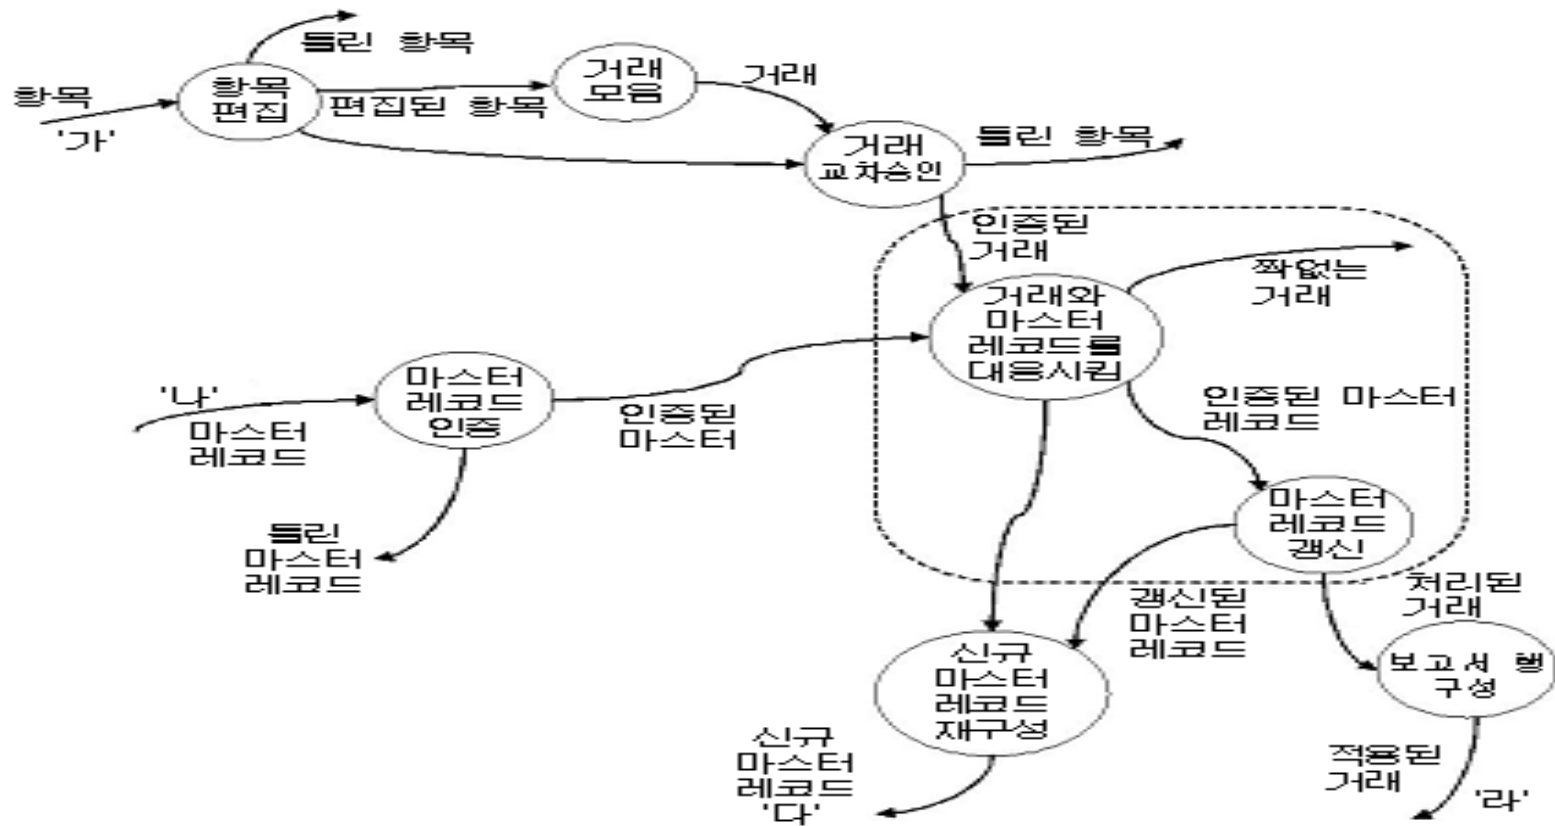 틀린 항목
항목
편집
거래
모음
거래
항목
'가'
편집된 항목
거래
교차승인
틀린 항목
인증된
거래
짝없는
거래
거래와
마스터
레코드를
대응시킴
'나'
마스터
레코드
마스터
레코드
인증
인증된
마스터
인증된 마스터
레코드
틀린
마스터
레코드
마스터
레코드
갱신
갱신된
마스터
레코드
처리된
거래
신규
마스터
레코드
재구성
보고서 행
구성
신규
마스터
레코드
'다'
적용된
거래
'라'